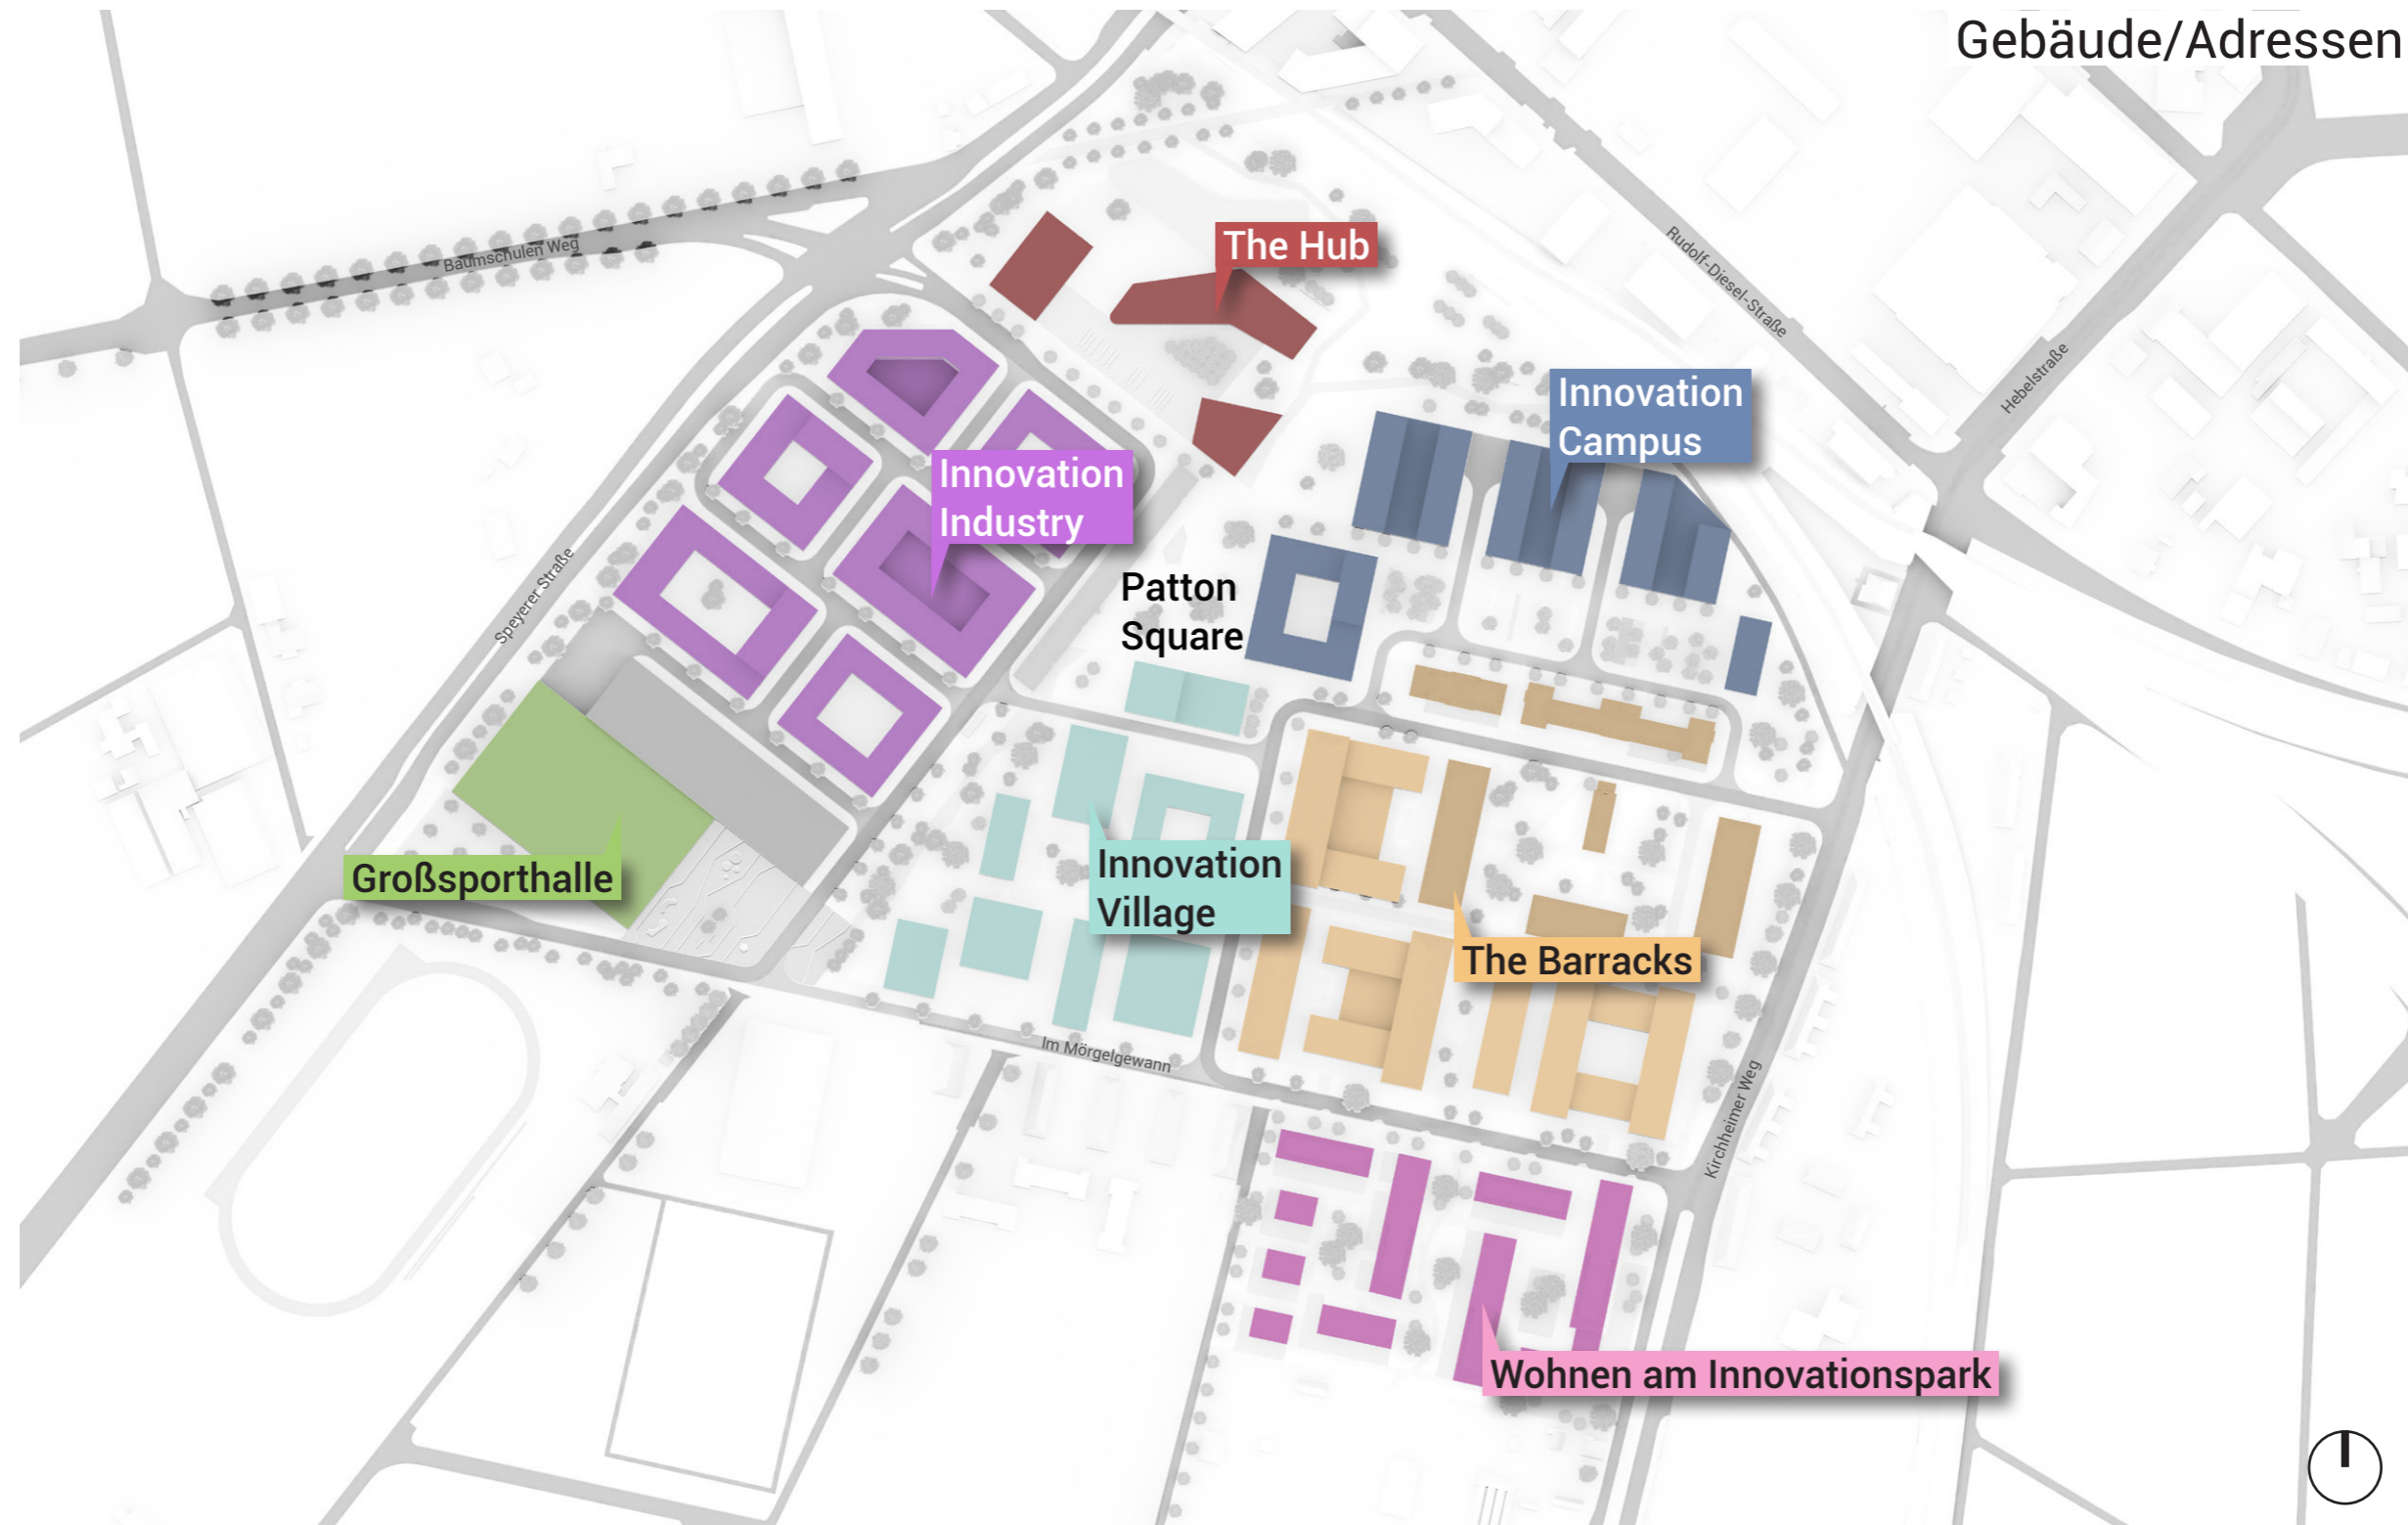 Gebäude/Adressen
Baumschulen Weg
The Hub
Rudolf-Diesel-Straße
Hebelstraße
Innovation
Campus
Innovation
Industry
Speyerer Straße
Patton
Square
Innovation
Village
Großsporthalle
The Barracks
Im Mörgelgewann
Kirchheimer Weg
Wohnen am Innovationspark